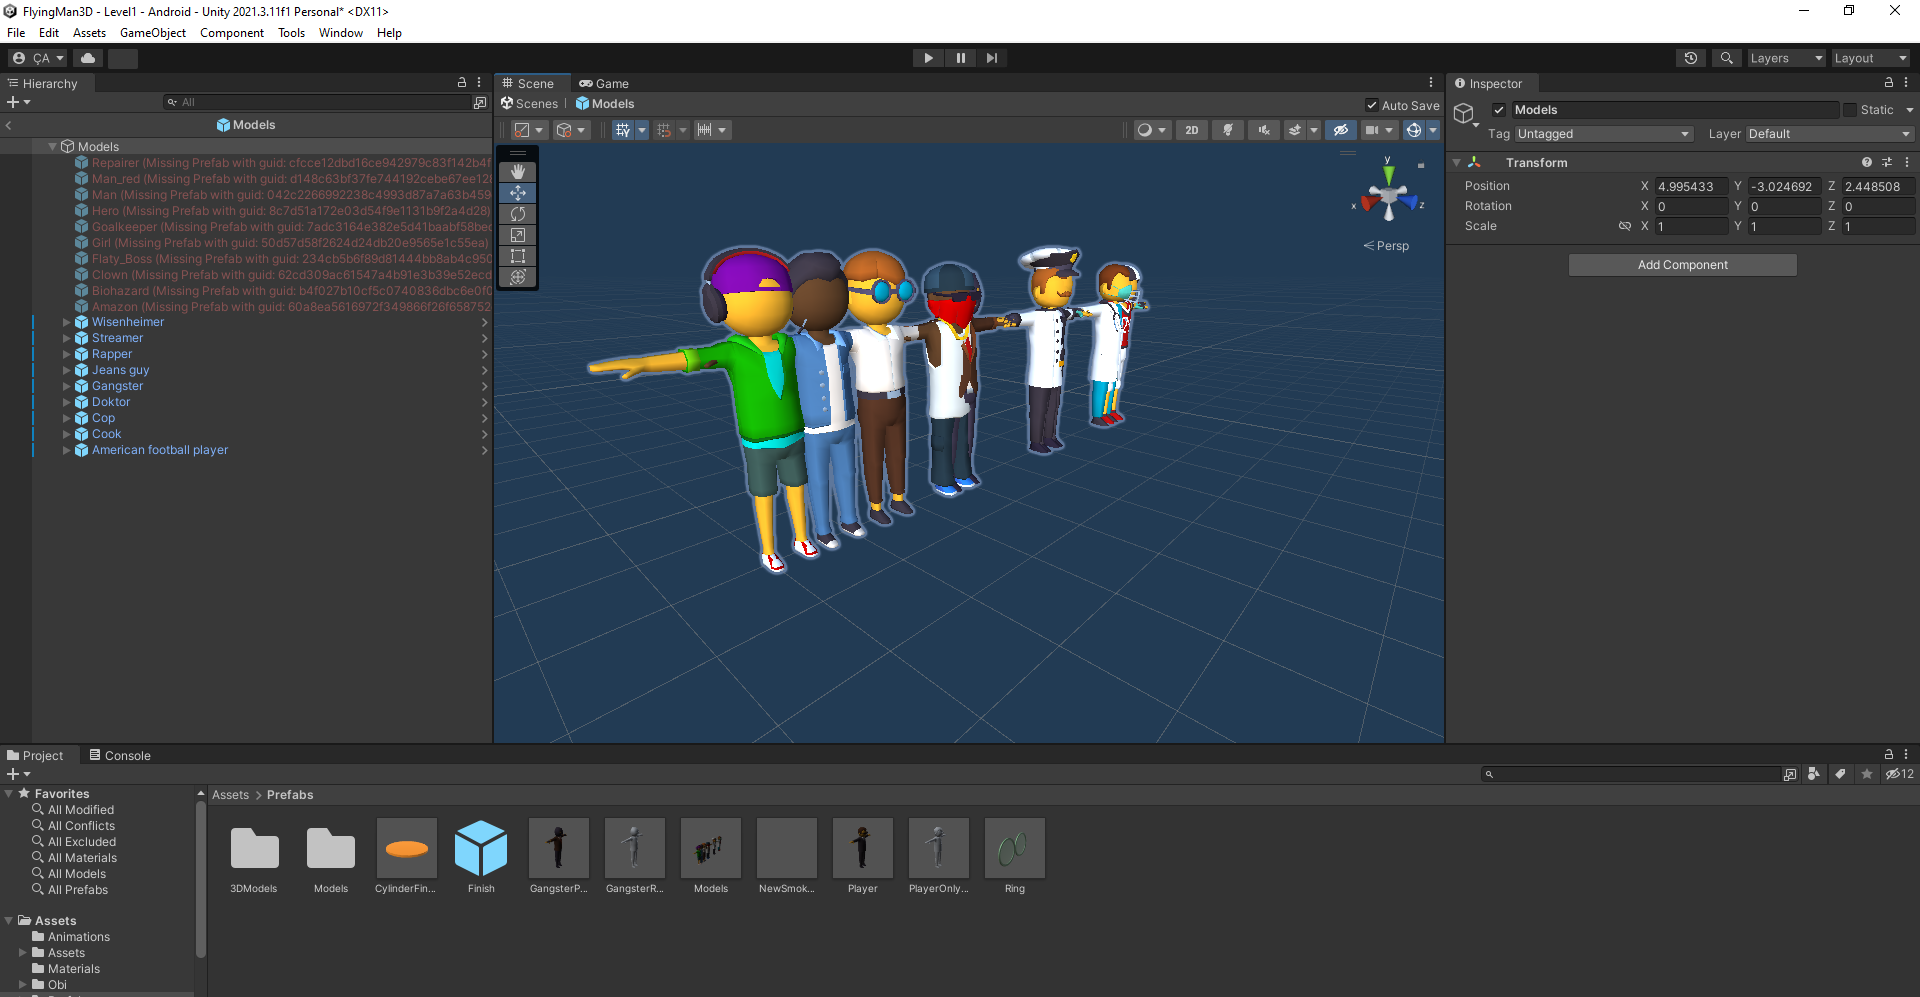 FlyingMan3D - Level1 - Android - Unity 2021.3.11f1 Personal* <DX11>
File Edit Assets GameObject Component Tools Window Help
ÇA
Layers
Layout
Hierarchy
All
Models
Models
Repairer (Missing Prefab with guid: cfcce12dbd16ce942979c83f142b4f
Man_red (Missing Prefab with guid: d148c63bf37fe744192cebe67ee128
Man (Missing Prefab with guid: 042c2266992238c4993d87a7a63b459
Hero (Missing Prefab with guid: 8c7d51a172e03d54f9e1131b9f2a4d28)
Goalkeeper (Missing Prefab with guid: 7adc3164e382e5d41baabf58bec
Girl (Missing Prefab with guid: 50d57d58f2624d24db20e9565e1c55ea)
Flaty_Boss (Missing Prefab with guid: 234cb5b6f89d81444bb8ab4c950
Clown (Missing Prefab with guid: 62cd309ac61547a4b91e3b39e52ecd
Biohazard (Missing Prefab with guid: b4f027b10cf5c0740836dbc6e0f0
Amazon (Missing Prefab with guid: 60a8ea5616972f349866f26f658752
Wisenheimer
Streamer
Rapper
Jeans guy
Gangster
Doktor
Cop
Cook
American football player
Scene Game
Scenes | Models
Auto Save
2D
y
x
z
Persp
Inspector
Models
Static
Tag Untagged Layer Default
Transform
Position X 4.995433 Y -3.024692 Z 2.448508
Rotation X 0 Y 0 Z 0
Scale X 1 Y 1 Z 1
Add Component
Project Console
12
Favorites
All Modified
All Conflicts
All Excluded
All Materials
All Models
All Prefabs
Assets
Animations
Assets
Materials
Obi
Assets > Prefabs
3DModels Models CylinderFin... Finish GangsterP... GangsterR... Models NewSmok... Player PlayerOnly... Ring